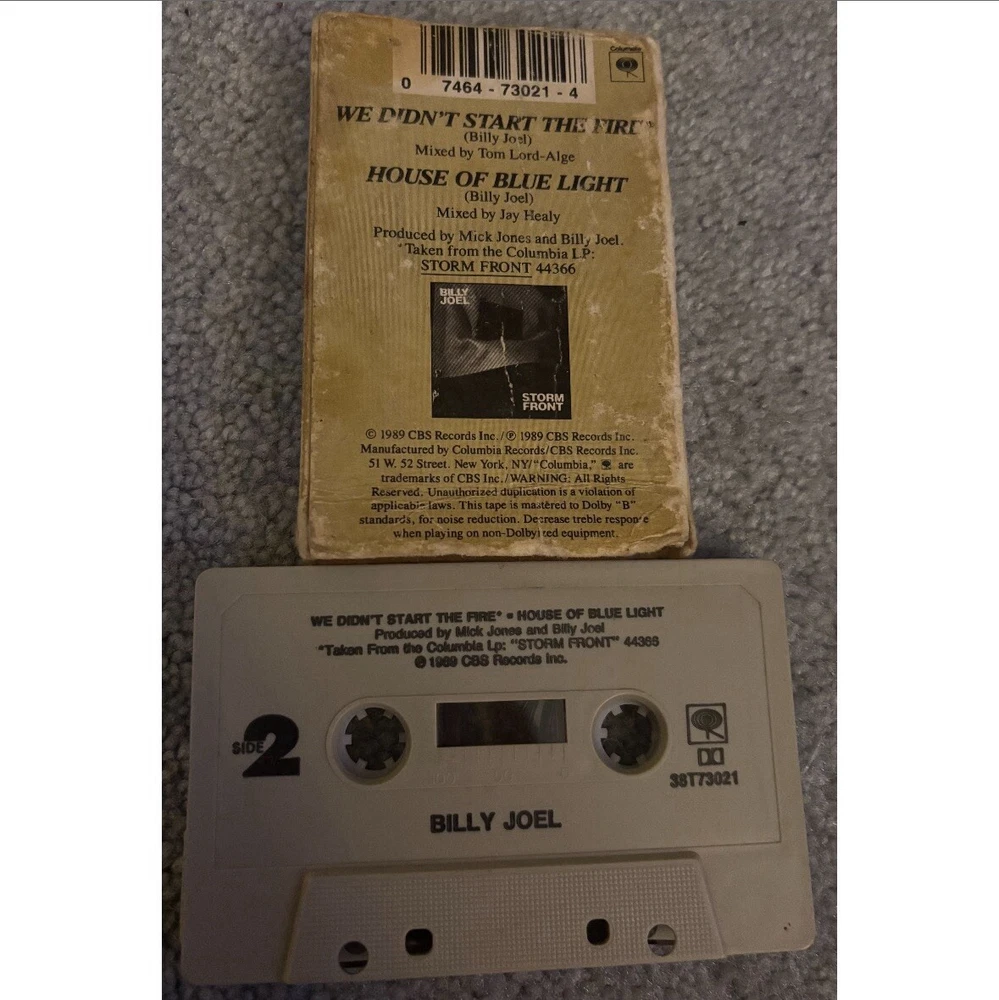 0 7464 - 73021 - 4
Columbia
WE DIDN'T START THE FIRE*
(Billy Joel)
Mixed by Tom Lord-Alge
HOUSE OF BLUE LIGHT
(Billy Joel)
Mixed by Jay Healy
Produced by Mick Jones and Billy Joel.
*Taken from the Columbia LP:
STORM FRONT 44366
BILLY
JOEL
STORM
FRONT
© 1989 CBS Records Inc./℗ 1989 CBS Records Inc.
Manufactured by Columbia Records/CBS Records Inc.
51 W. 52 Street, New York, NY/"Columbia," are
trademarks of CBS Inc./WARNING: All Rights
Reserved. Unauthorized duplication is a violation of
applicable laws. This tape is mastered to Dolby "B"
standards, for noise reduction. Decrease treble response
when playing on non-Dolbyized equipment.
WE DIDN'T START THE FIRE* • HOUSE OF BLUE LIGHT
Produced by Mick Jones and Billy Joel
*Taken From the Columbia Lp: "STORM FRONT" 44366
℗ 1989 CBS Records Inc.
SIDE 2
38T73021
BILLY JOEL